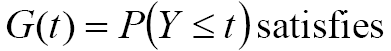 G(t) = P(Y ≤ t) satisfies